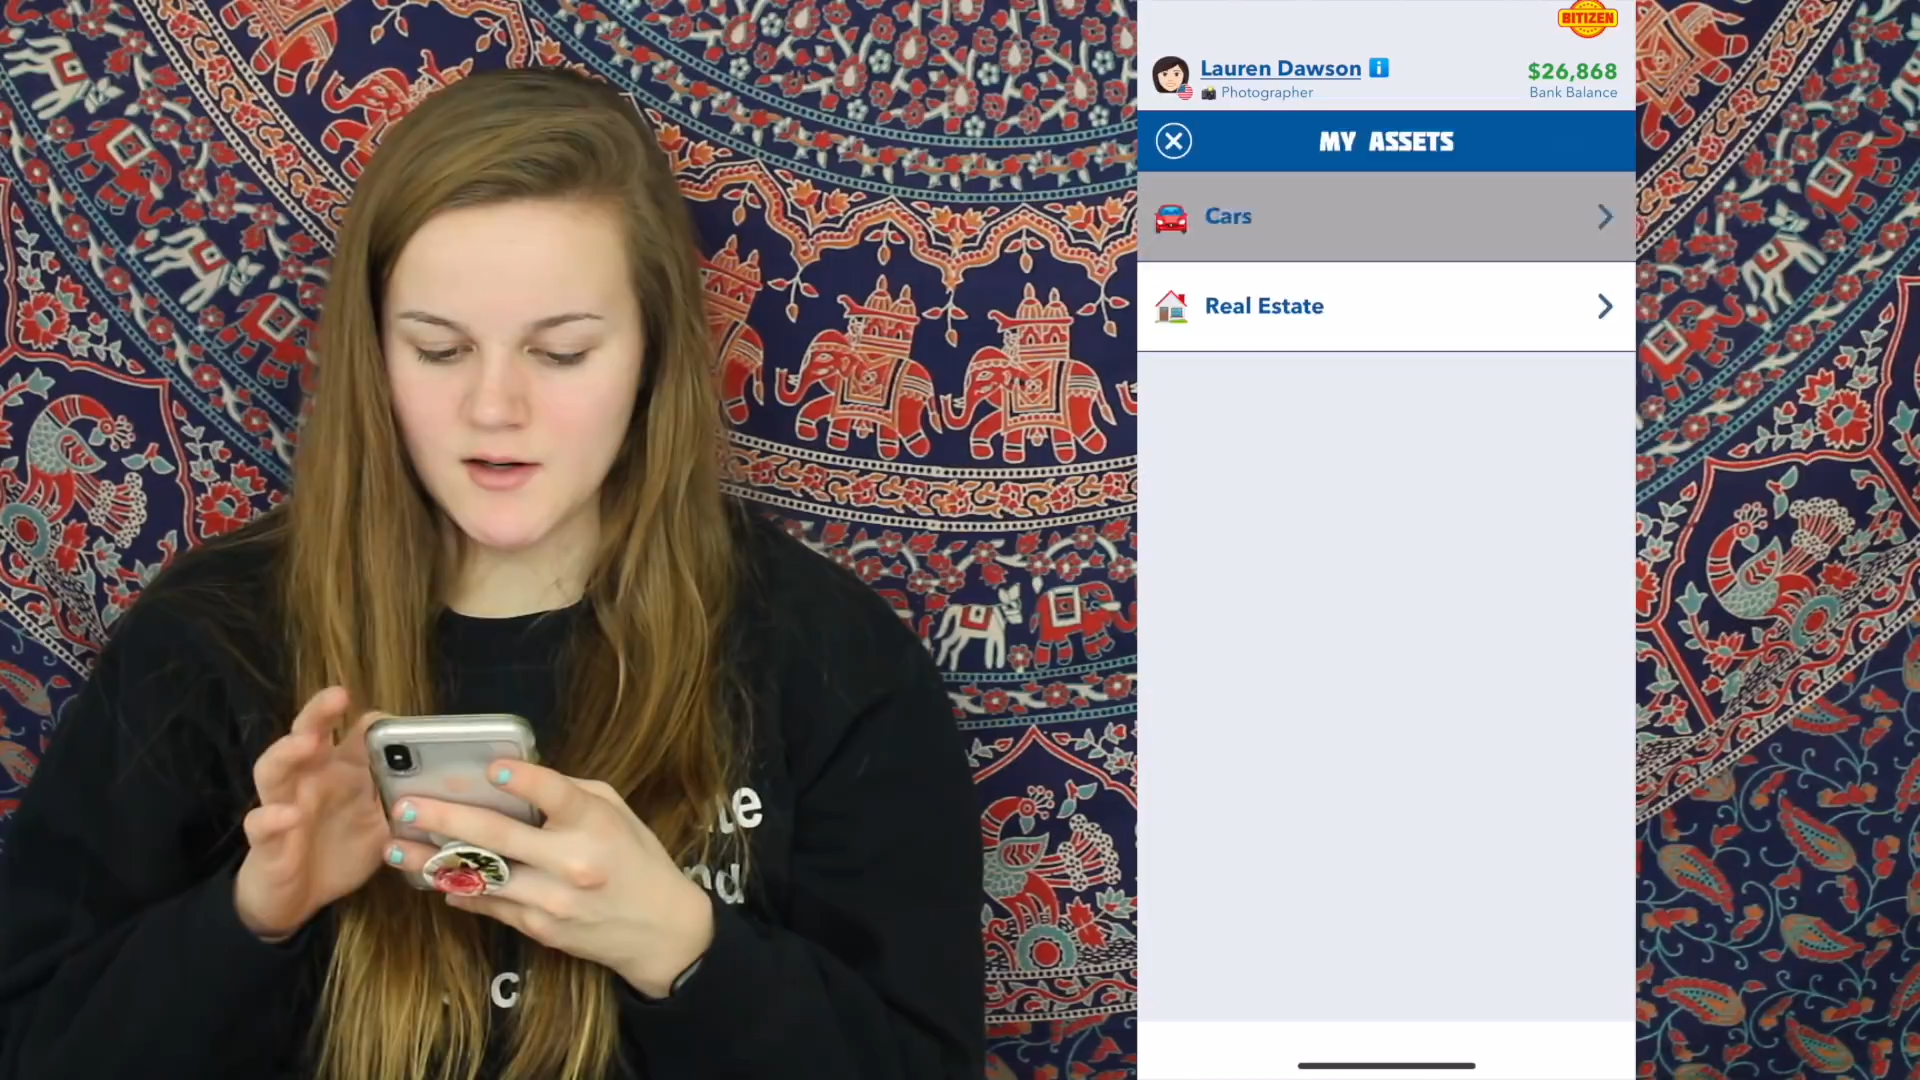 BITIZEN
Lauren Dawson i
$26,868
Photographer
Bank Balance
MY ASSETS
Cars
Real Estate